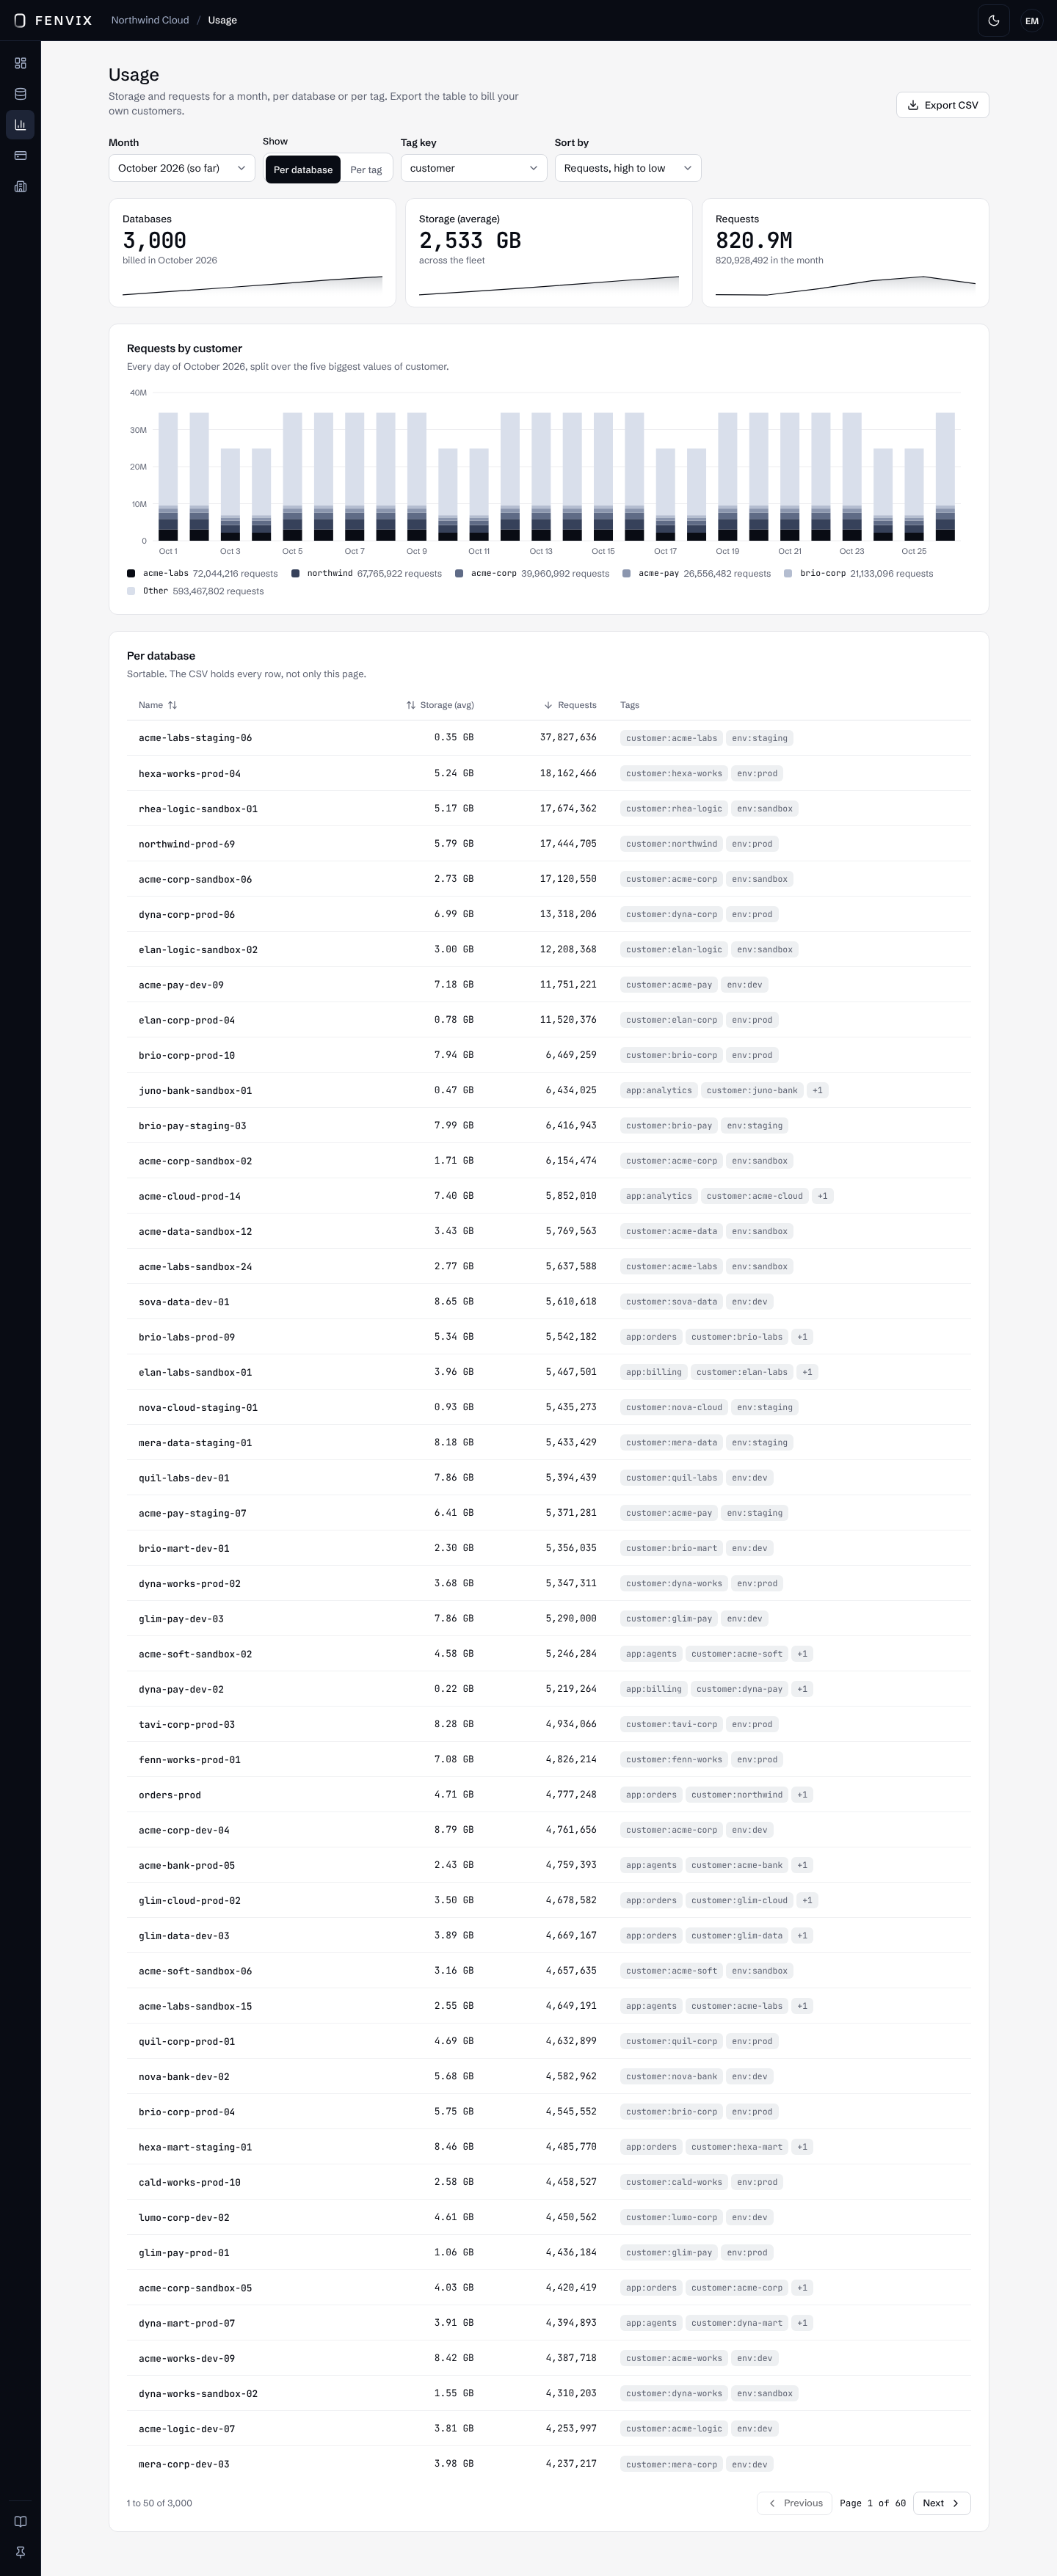 FENVIX Northwind Cloud / Usage EM
Usage
Storage and requests for a month, per database or per tag. Export the table to bill your
own customers.
Export CSV
Month Show Tag key Sort by
October 2026 (so far) Per database Per tag customer Requests, high to low
Databases
3,000
billed in October 2026
Storage (average)
2,533 GB
across the fleet
Requests
820.9M
820,928,492 in the month
Requests by customer
Every day of October 2026, split over the five biggest values of customer.
40M
30M
20M
10M
0
Oct 1 Oct 3 Oct 5 Oct 7 Oct 9 Oct 11 Oct 13 Oct 15 Oct 17 Oct 19 Oct 21 Oct 23 Oct 25
acme-labs 72,044,216 requests northwind 67,765,922 requests acme-corp 39,960,992 requests acme-pay 26,556,482 requests brio-corp 21,133,096 requests
Other 593,467,802 requests
Per database
Sortable. The CSV holds every row, not only this page.
Name Storage (avg) Requests Tags
acme-labs-staging-06 0.35 GB 37,827,636 customer:acme-labs env:staging
hexa-works-prod-04 5.24 GB 18,162,466 customer:hexa-works env:prod
rhea-logic-sandbox-01 5.17 GB 17,674,362 customer:rhea-logic env:sandbox
northwind-prod-69 5.79 GB 17,444,705 customer:northwind env:prod
acme-corp-sandbox-06 2.73 GB 17,120,550 customer:acme-corp env:sandbox
dyna-corp-prod-06 6.99 GB 13,318,206 customer:dyna-corp env:prod
elan-logic-sandbox-02 3.00 GB 12,208,368 customer:elan-logic env:sandbox
acme-pay-dev-09 7.18 GB 11,751,221 customer:acme-pay env:dev
elan-corp-prod-04 0.78 GB 11,520,376 customer:elan-corp env:prod
brio-corp-prod-10 7.94 GB 6,469,259 customer:brio-corp env:prod
juno-bank-sandbox-01 0.47 GB 6,434,025 app:analytics customer:juno-bank +1
brio-pay-staging-03 7.99 GB 6,416,943 customer:brio-pay env:staging
acme-corp-sandbox-02 1.71 GB 6,154,474 customer:acme-corp env:sandbox
acme-cloud-prod-14 7.40 GB 5,852,010 app:analytics customer:acme-cloud +1
acme-data-sandbox-12 3.43 GB 5,769,563 customer:acme-data env:sandbox
acme-labs-sandbox-24 2.77 GB 5,637,588 customer:acme-labs env:sandbox
sova-data-dev-01 8.65 GB 5,610,618 customer:sova-data env:dev
brio-labs-prod-09 5.34 GB 5,542,182 app:orders customer:brio-labs +1
elan-labs-sandbox-01 3.96 GB 5,467,501 app:billing customer:elan-labs +1
nova-cloud-staging-01 0.93 GB 5,435,273 customer:nova-cloud env:staging
mera-data-staging-01 8.18 GB 5,433,429 customer:mera-data env:staging
quil-labs-dev-01 7.86 GB 5,394,439 customer:quil-labs env:dev
acme-pay-staging-07 6.41 GB 5,371,281 customer:acme-pay env:staging
brio-mart-dev-01 2.30 GB 5,356,035 customer:brio-mart env:dev
dyna-works-prod-02 3.68 GB 5,347,311 customer:dyna-works env:prod
glim-pay-dev-03 7.86 GB 5,290,000 customer:glim-pay env:dev
acme-soft-sandbox-02 4.58 GB 5,246,284 app:agents customer:acme-soft +1
dyna-pay-dev-02 0.22 GB 5,219,264 app:billing customer:dyna-pay +1
tavi-corp-prod-03 8.28 GB 4,934,066 customer:tavi-corp env:prod
fenn-works-prod-01 7.08 GB 4,826,214 customer:fenn-works env:prod
orders-prod 4.71 GB 4,777,248 app:orders customer:northwind +1
acme-corp-dev-04 8.79 GB 4,761,656 customer:acme-corp env:dev
acme-bank-prod-05 2.43 GB 4,759,393 app:agents customer:acme-bank +1
glim-cloud-prod-02 3.50 GB 4,678,582 app:orders customer:glim-cloud +1
glim-data-dev-03 3.89 GB 4,669,167 app:orders customer:glim-data +1
acme-soft-sandbox-06 3.16 GB 4,657,635 customer:acme-soft env:sandbox
acme-labs-sandbox-15 2.55 GB 4,649,191 app:agents customer:acme-labs +1
quil-corp-prod-01 4.69 GB 4,632,899 customer:quil-corp env:prod
nova-bank-dev-02 5.68 GB 4,582,962 customer:nova-bank env:dev
brio-corp-prod-04 5.75 GB 4,545,552 customer:brio-corp env:prod
hexa-mart-staging-01 8.46 GB 4,485,770 app:orders customer:hexa-mart +1
cald-works-prod-10 2.58 GB 4,458,527 customer:cald-works env:prod
lumo-corp-dev-02 4.61 GB 4,450,562 customer:lumo-corp env:dev
glim-pay-prod-01 1.06 GB 4,436,184 customer:glim-pay env:prod
acme-corp-sandbox-05 4.03 GB 4,420,419 app:orders customer:acme-corp +1
dyna-mart-prod-07 3.91 GB 4,394,893 app:agents customer:dyna-mart +1
acme-works-dev-09 8.42 GB 4,387,718 customer:acme-works env:dev
dyna-works-sandbox-02 1.55 GB 4,310,203 customer:dyna-works env:sandbox
acme-logic-dev-07 3.81 GB 4,253,997 customer:acme-logic env:dev
mera-corp-dev-03 3.98 GB 4,237,217 customer:mera-corp env:dev
1 to 50 of 3,000 Previous Page 1 of 60 Next